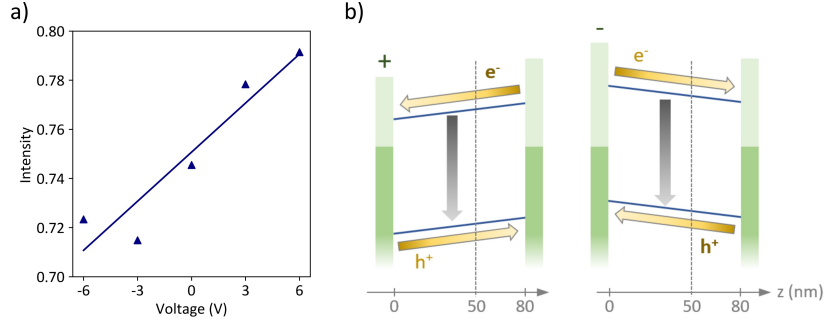 a)
0.80
0.78
0.76
0.74
0.72
0.70
Intensity
-6
-3
0
3
6
Voltage (V)
b)
+
e⁻
h⁺
0
50
80
-
e⁻
h⁺
0
50
80
z (nm)